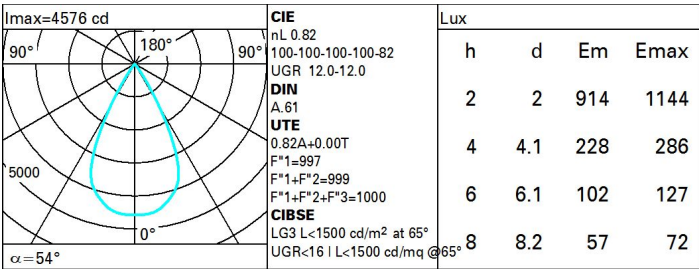 Imax=4576 cd
90°
180°
90°
5000
0°
α=54°
CIE
nL 0.82
100-100-100-100-82
UGR 12.0-12.0
DIN
A.61
UTE
0.82A+0.00T
F"1=997
F"1+F"2=999
F"1+F"2+F"3=1000
CIBSE
LG3 L<1500 cd/m² at 65°
UGR<16 | L<1500 cd/mq @65°
Lux
h d Em Emax
2 2 914 1144
4 4.1 228 286
6 6.1 102 127
8 8.2 57 72